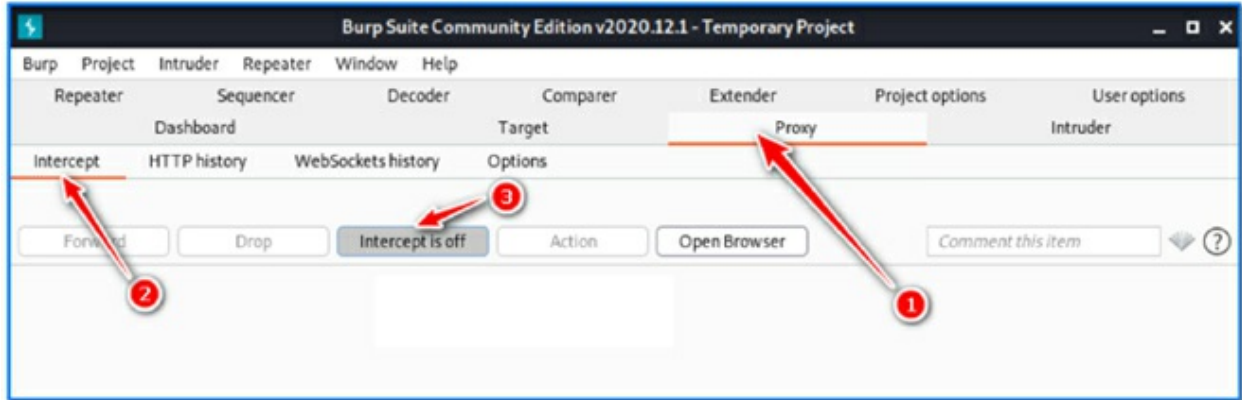 Burp Suite Community Edition v2020.12.1 - Temporary Project
Burp Project Intruder Repeater Window Help
Repeater Sequencer Decoder Comparer Extender Project options User options
Dashboard Target Proxy Intruder
Intercept HTTP history WebSockets history Options
3
Forward Drop Intercept is off Action Open Browser Comment this item ?
2
1